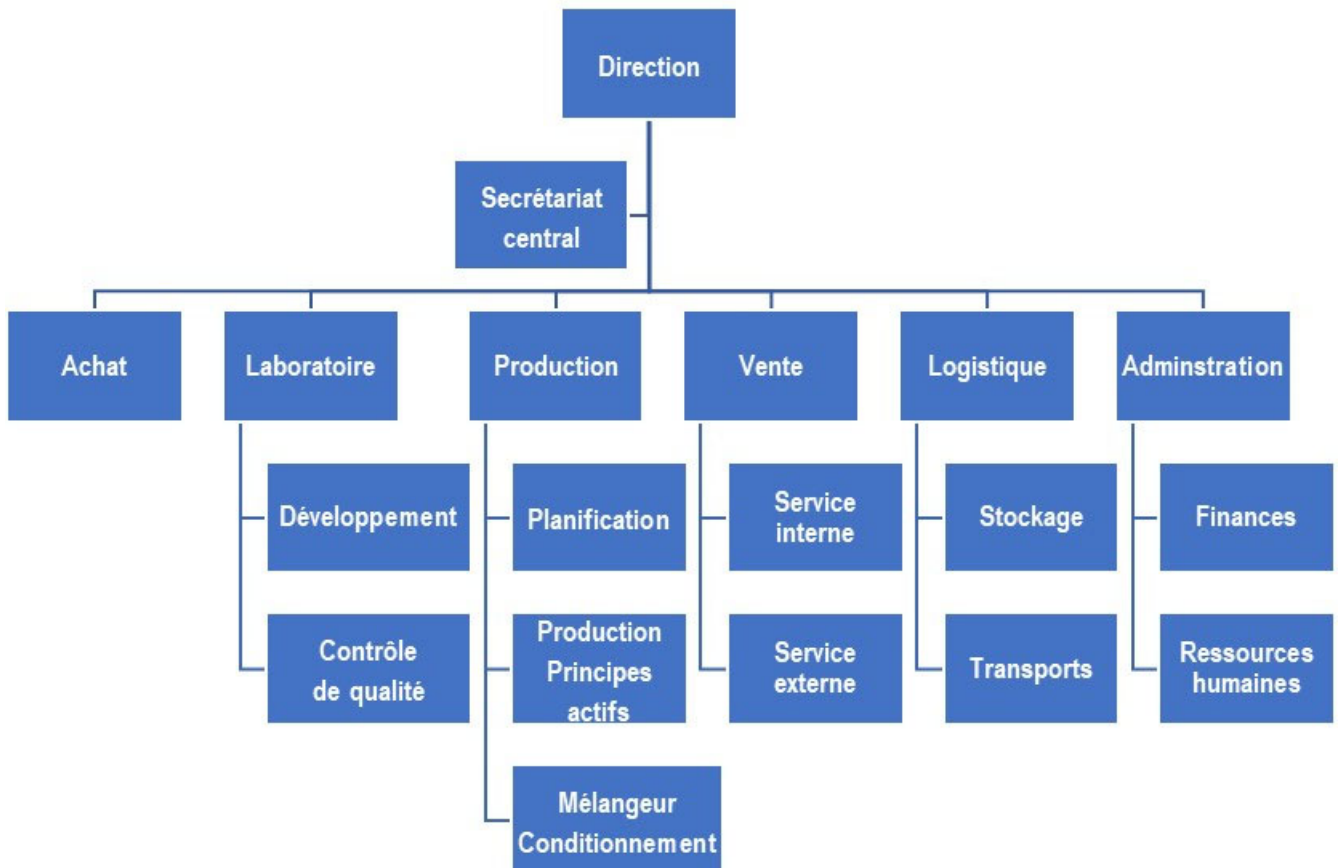 Direction
Secrétariat
central
Achat
Laboratoire
Production
Vente
Logistique
Adminstration
Développement
Planification
Service
interne
Stockage
Finances
Contrôle
de qualité
Production
Principes
actifs
Service
externe
Transports
Ressources
humaines
Mélangeur
Conditionnement